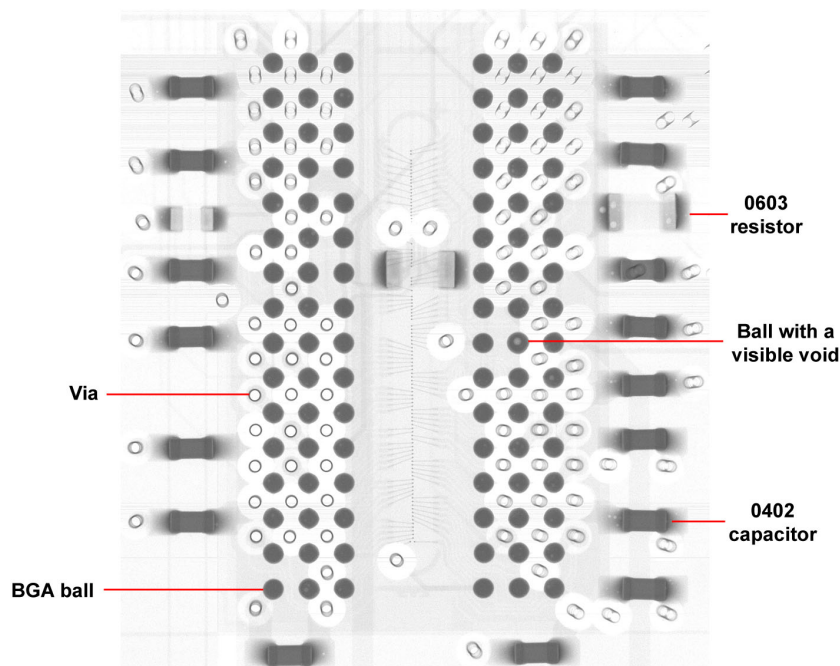 0603
resistor
Ball with a
visible void
Via
0402
capacitor
BGA ball